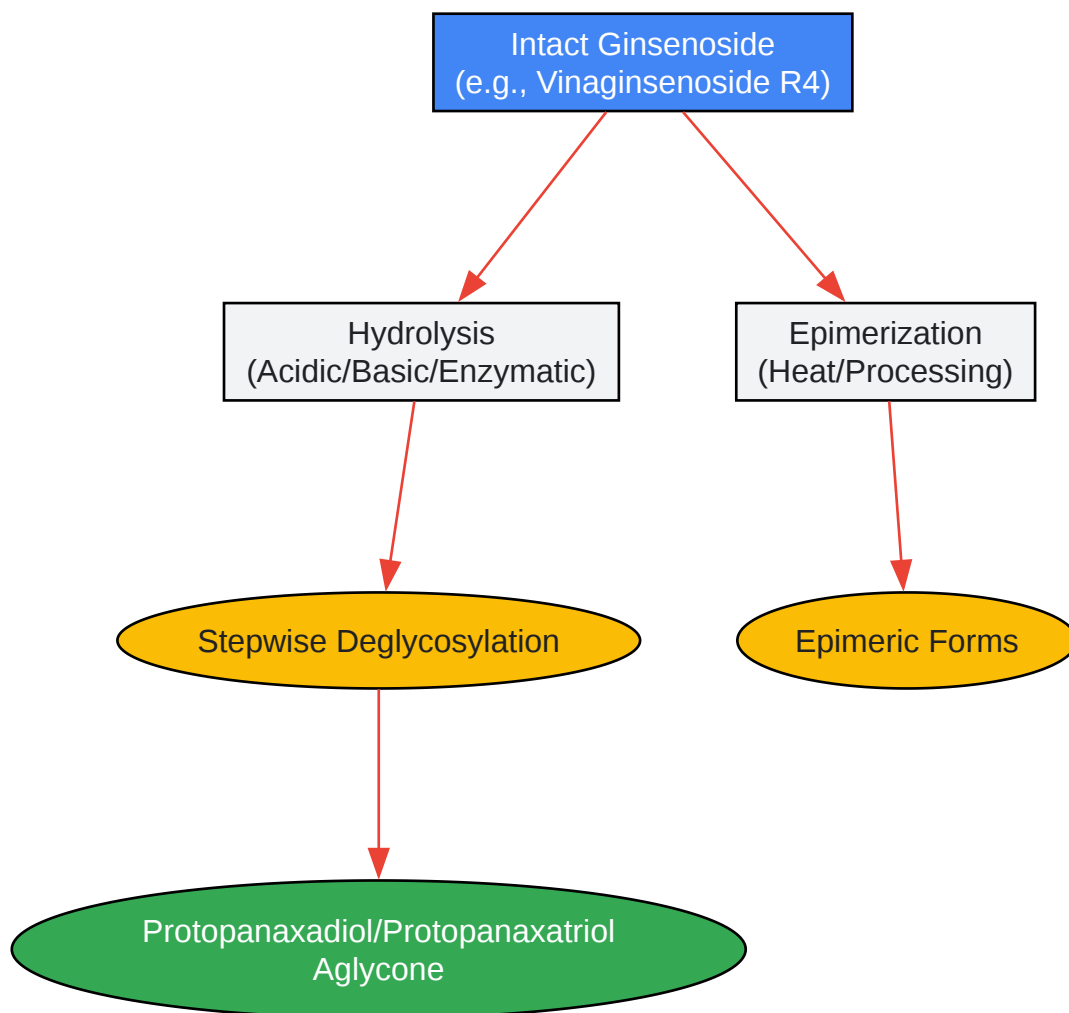 Intact Ginsenoside
(e.g., Vinaginsenoside R4)
Hydrolysis
(Acidic/Basic/Enzymatic)
Epimerization
(Heat/Processing)
Stepwise Deglycosylation
Epimeric Forms
Protopanaxadiol/Protopanaxatriol
Aglycone